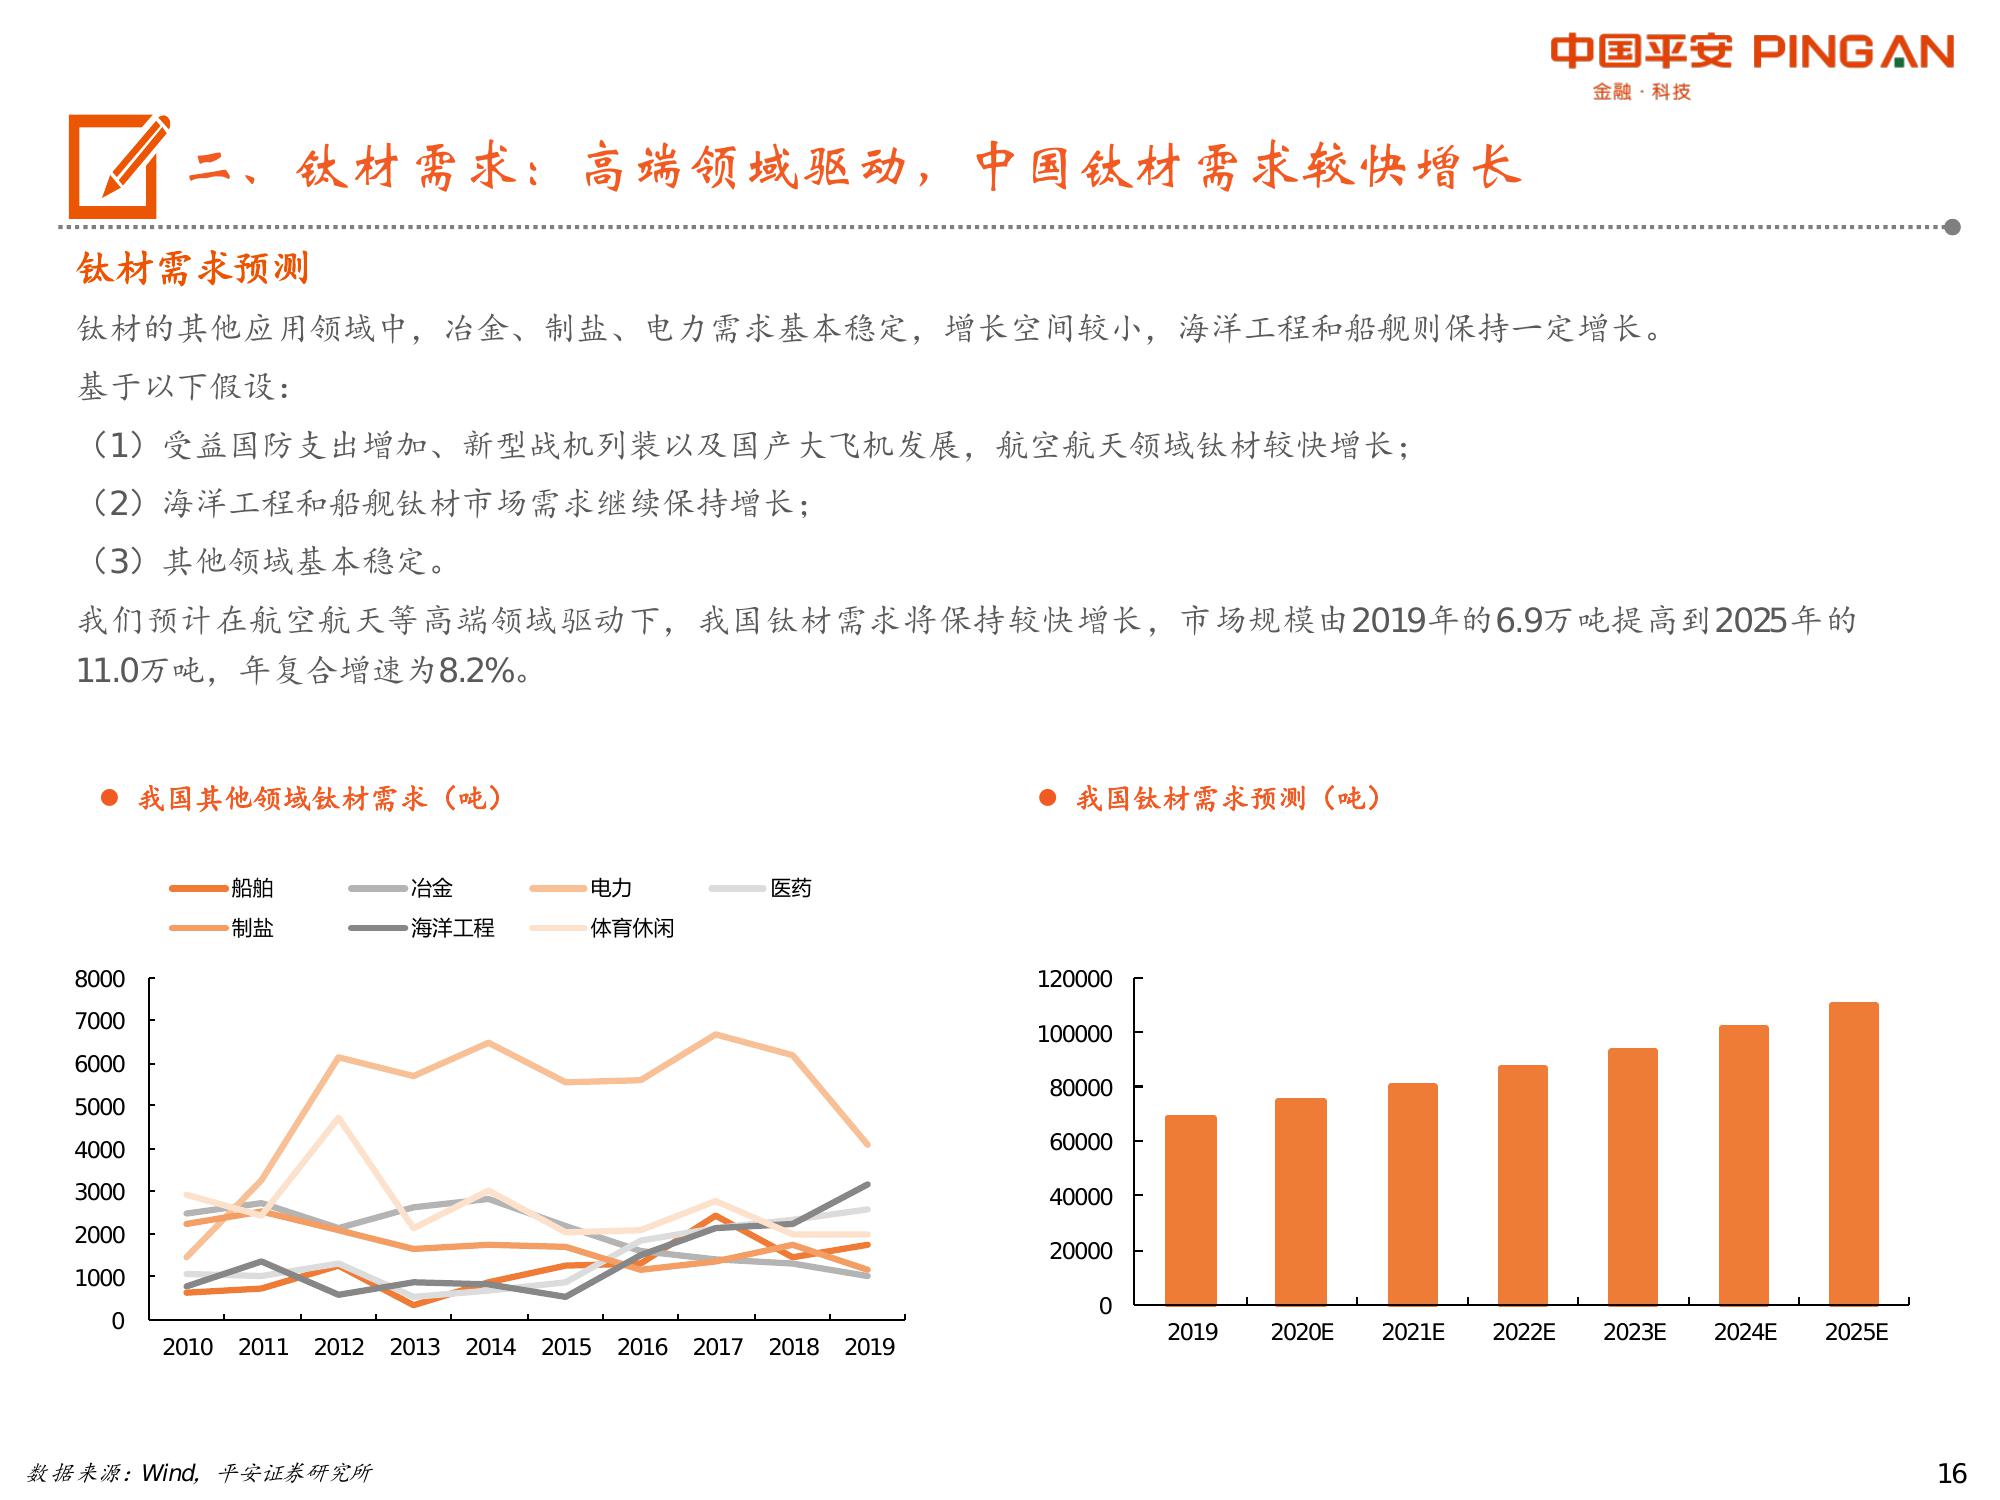 中国平安 PING AN
金融·科技
二、钛材需求：高端领域驱动，中国钛材需求较快增长
钛材需求预测
钛材的其他应用领域中，冶金、制盐、电力需求基本稳定，增长空间较小，海洋工程和船舰则保持一定增长。
基于以下假设：
（1）受益国防支出增加、新型战机列装以及国产大飞机发展，航空航天领域钛材较快增长；
（2）海洋工程和船舰钛材市场需求继续保持增长；
（3）其他领域基本稳定。
我们预计在航空航天等高端领域驱动下，我国钛材需求将保持较快增长，市场规模由2019年的6.9万吨提高到2025年的
11.0万吨，年复合增速为8.2%。
● 我国其他领域钛材需求（吨）
船舶 冶金 电力 医药
制盐 海洋工程 体育休闲
8000
7000
6000
5000
4000
3000
2000
1000
0
2010 2011 2012 2013 2014 2015 2016 2017 2018 2019
● 我国钛材需求预测（吨）
120000
100000
80000
60000
40000
20000
0
2019 2020E 2021E 2022E 2023E 2024E 2025E
数据来源：Wind，平安证券研究所
16